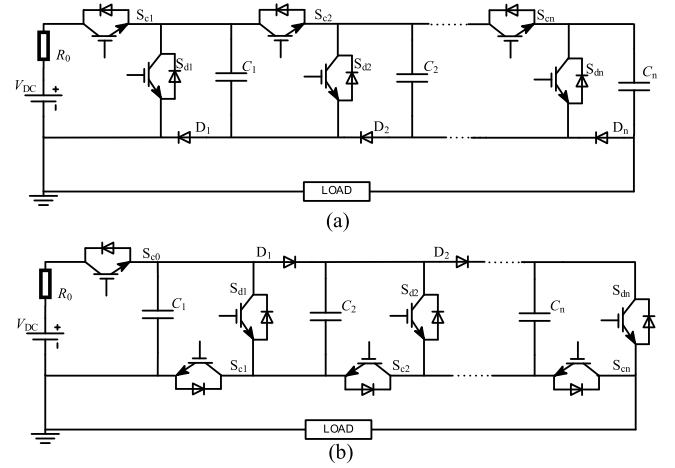 Sc1 Sc2 Scn
R0 Sd1 C1 Sd2 C2 Sdn Cn
VDC + -
D1 D2 Dn
LOAD
(a)
Sc0 D1 D2
R0 C1 Sd1 C2 Sd2 Cn Sdn
VDC + -
Sc1 Sc2 Scn
LOAD
(b)